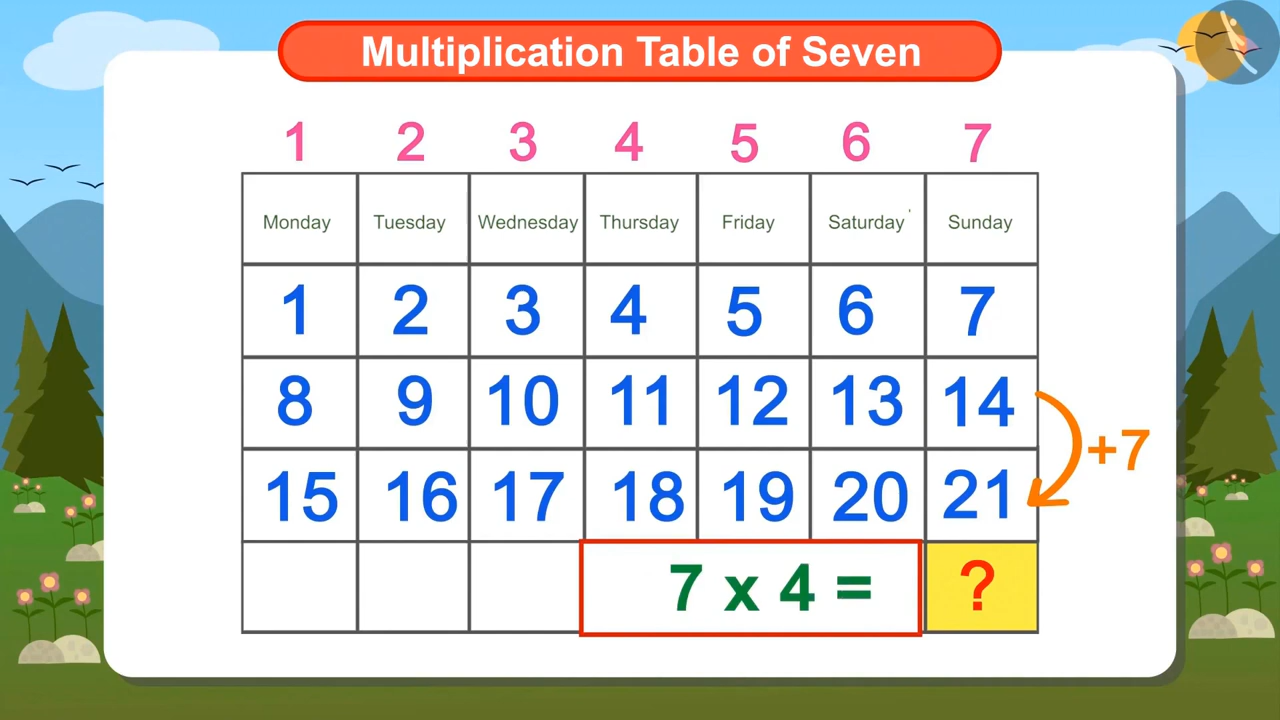 Multiplication Table of Seven
1 2 3 4 5 6 7
Monday Tuesday Wednesday Thursday Friday Saturday Sunday
1 2 3 4 5 6 7
8 9 10 11 12 13 14
+7
15 16 17 18 19 20 21
7 x 4 = ?